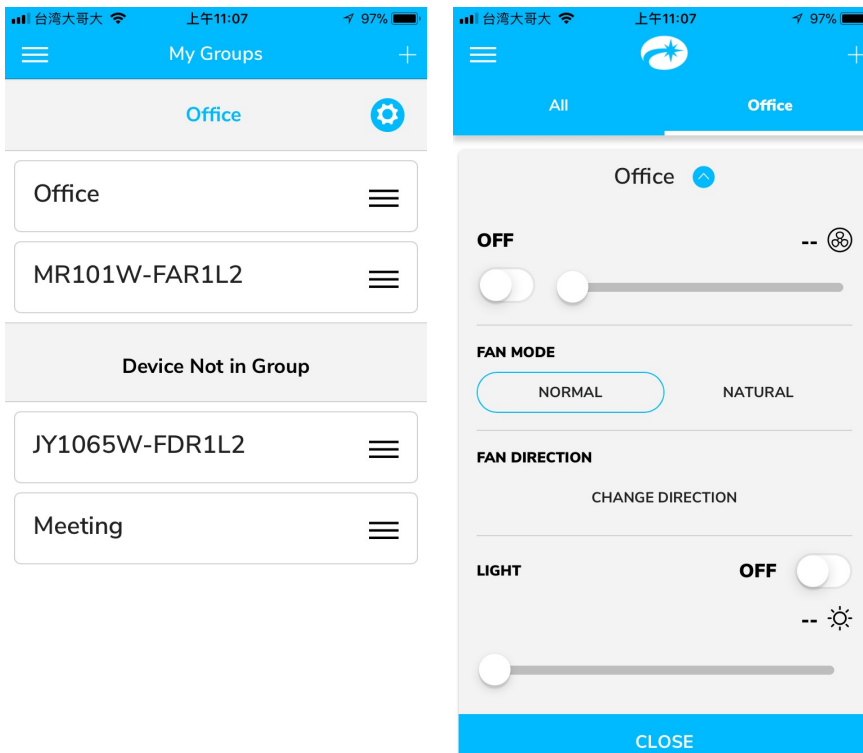 台湾大哥大 上午11:07 97%
My Groups
Office
Office
MR101W-FAR1L2
Device Not in Group
JY1065W-FDR1L2
Meeting
台湾大哥大 上午11:07 97%
All Office
Office
OFF --
FAN MODE
NORMAL NATURAL
FAN DIRECTION
CHANGE DIRECTION
LIGHT OFF
--
CLOSE